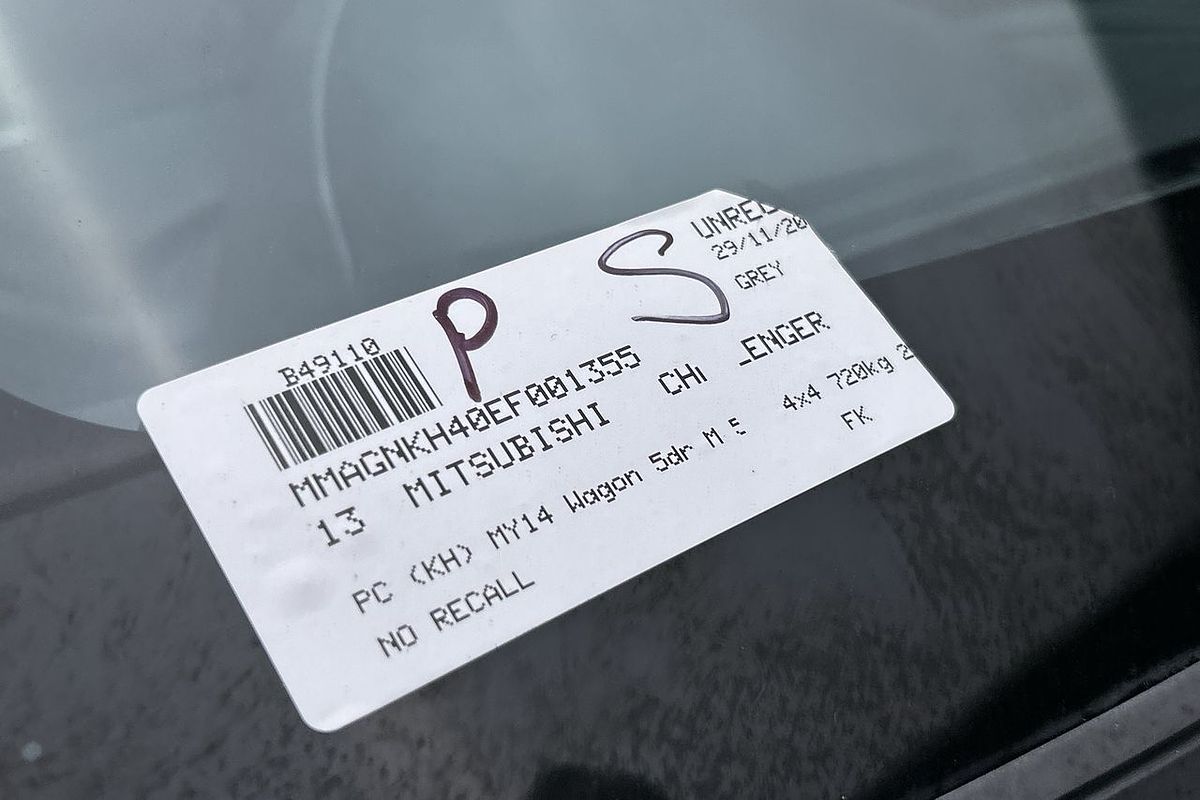 P S
UNREG
29/11/20
GREY
B49110
MMAGNKH40EF001355
13 MITSUBISHI
PC (KH) MY14 Wagon 5dr M 5 4x4 720kg
FK
NO RECALL